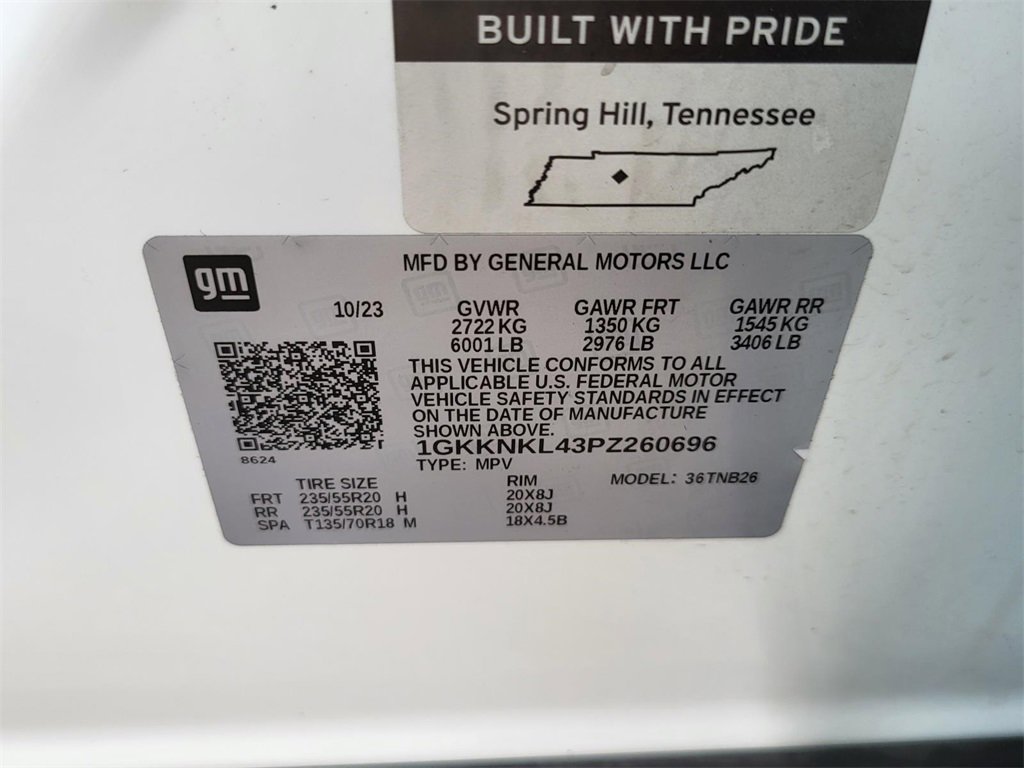 BUILT WITH PRIDE
Spring Hill, Tennessee
gm
MFD BY GENERAL MOTORS LLC
10/23 GVWR GAWR FRT GAWR RR
2722 KG 1350 KG 1545 KG
6001 LB 2976 LB 3406 LB
THIS VEHICLE CONFORMS TO ALL
APPLICABLE U.S. FEDERAL MOTOR
VEHICLE SAFETY STANDARDS IN EFFECT
ON THE DATE OF MANUFACTURE
SHOWN ABOVE.
8624
1GKKNKL43PZ260696
TYPE: MPV MODEL: 36TNB26
TIRE SIZE RIM
FRT 235/55R20 H 20X8J
RR 235/55R20 H 20X8J
SPA T135/70R18 M 18X4.5B